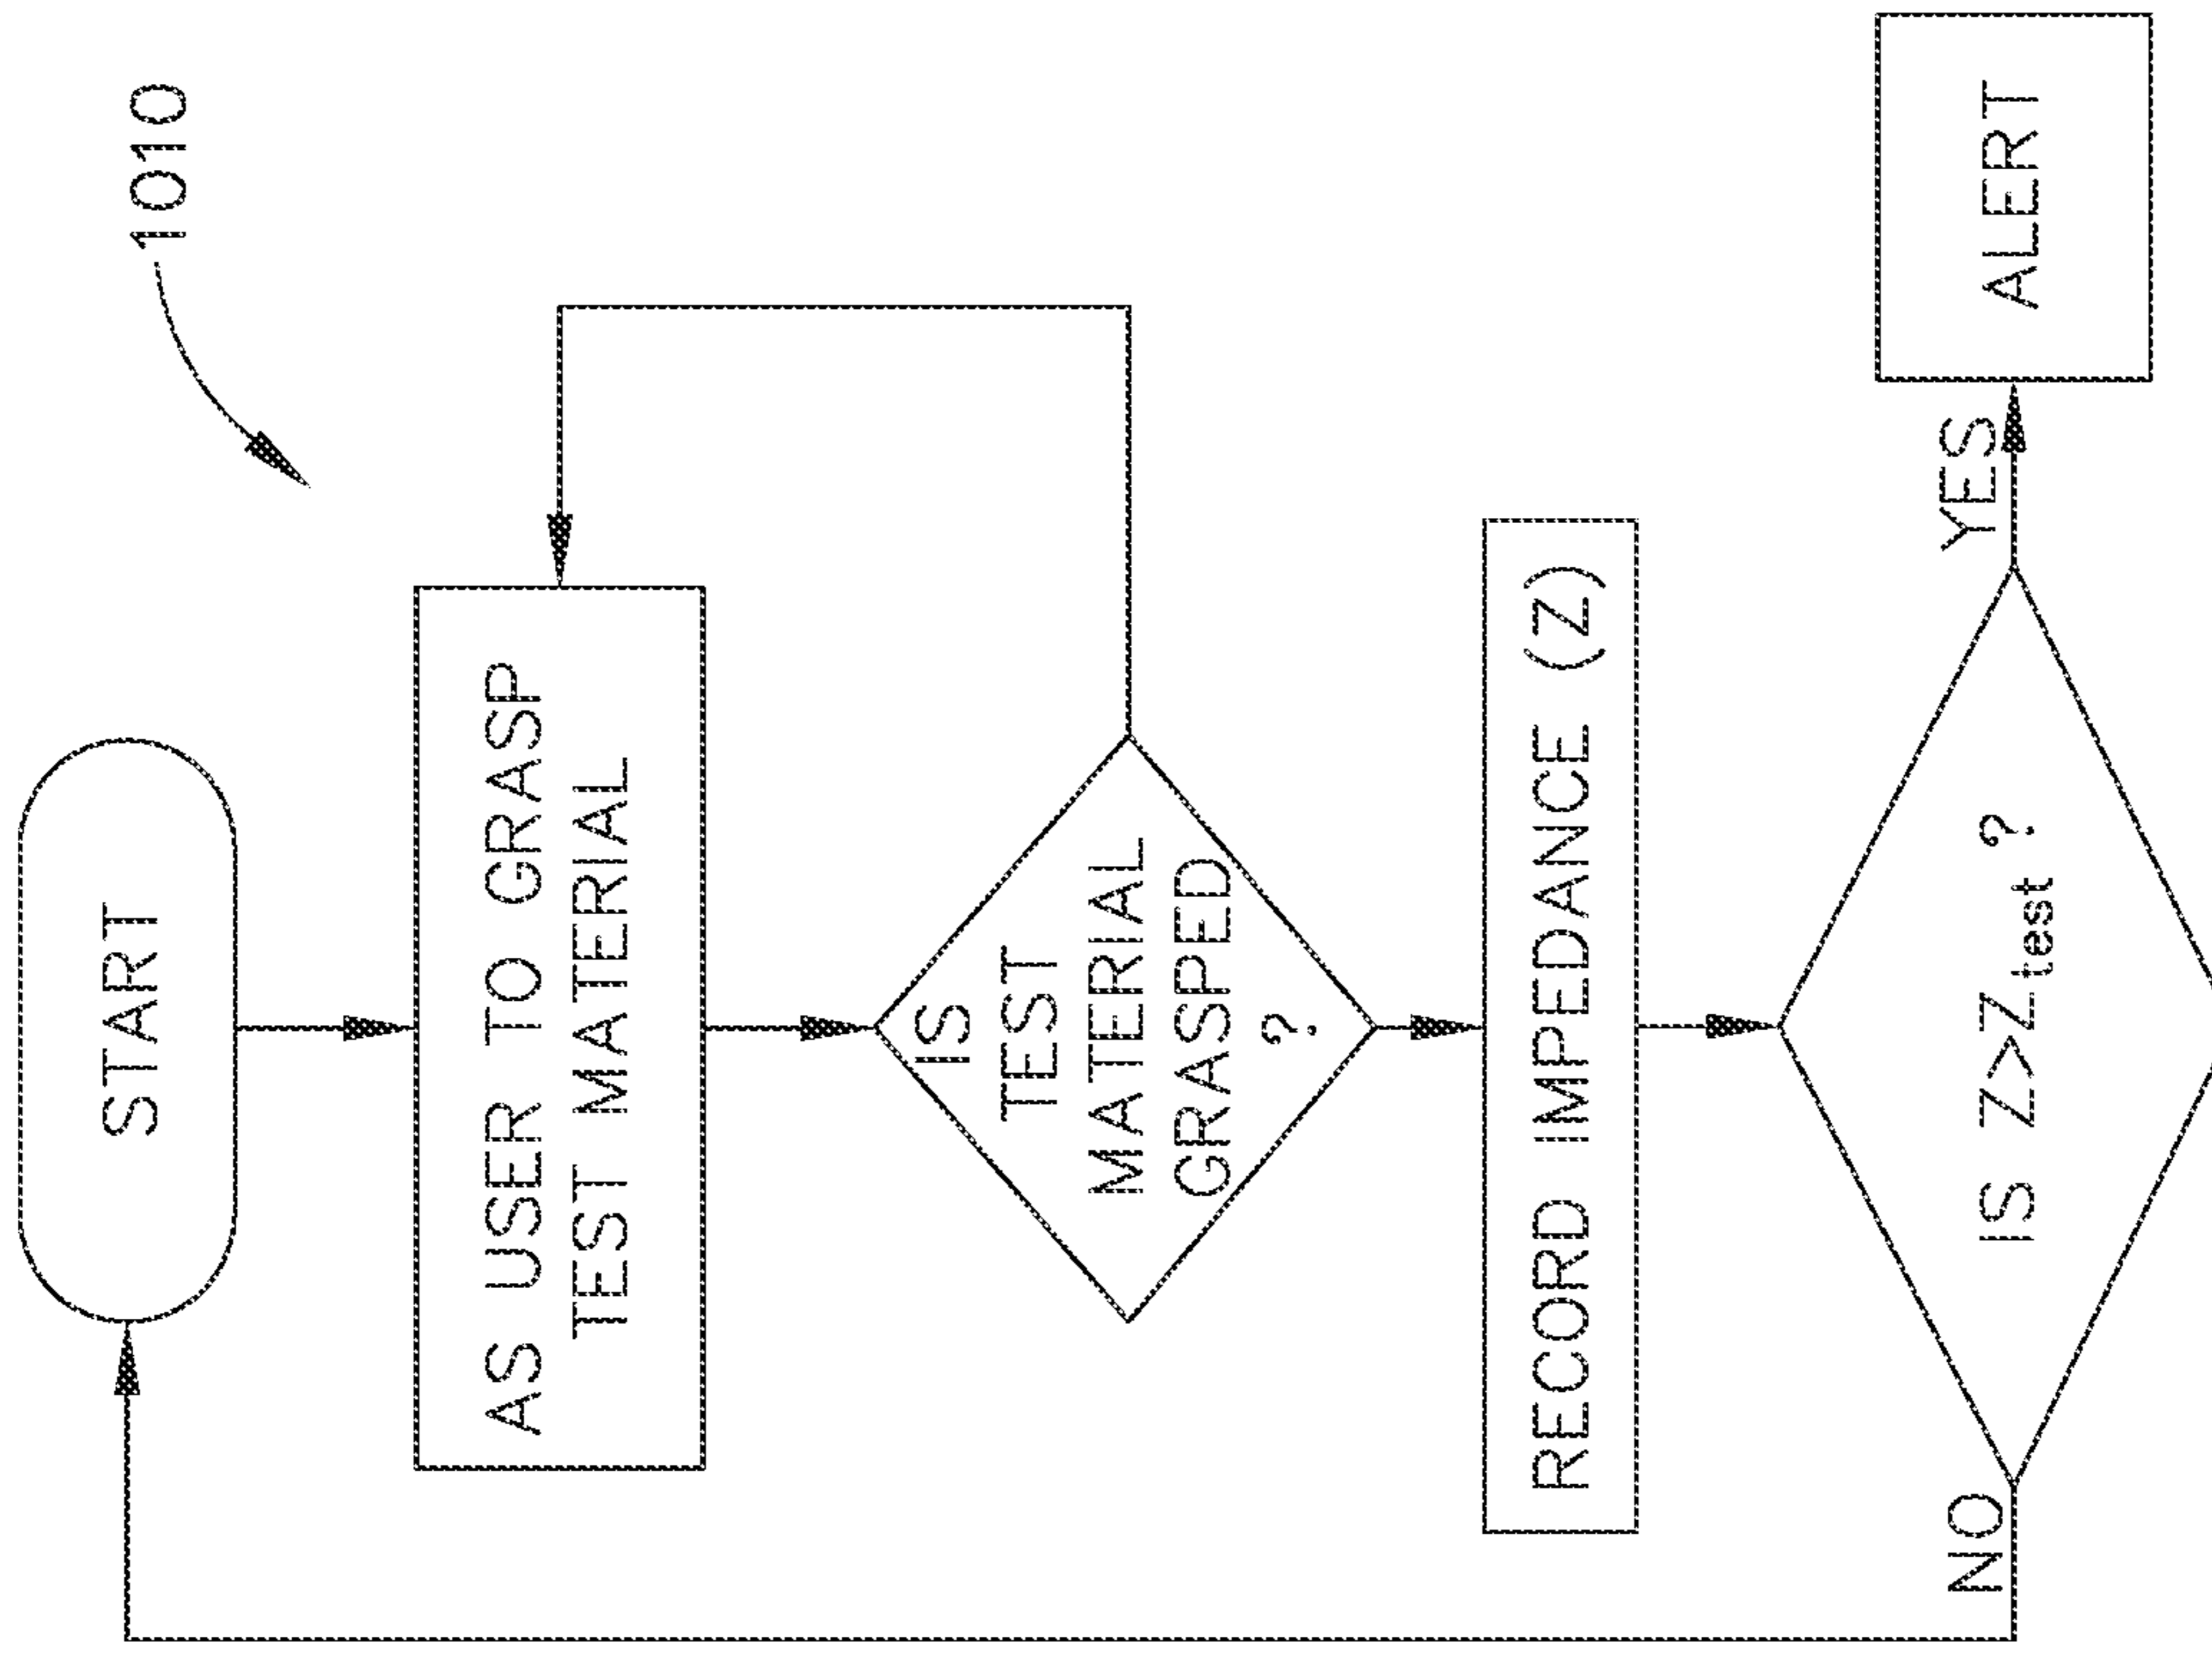 1010
START
AS USER TO GRASP
TEST MATERIAL
IS
TEST
MATERIAL
GRASPED
?
RECORD IMPEDANCE (Z)
IS Z>Ztest ?
NO
YES
ALERT